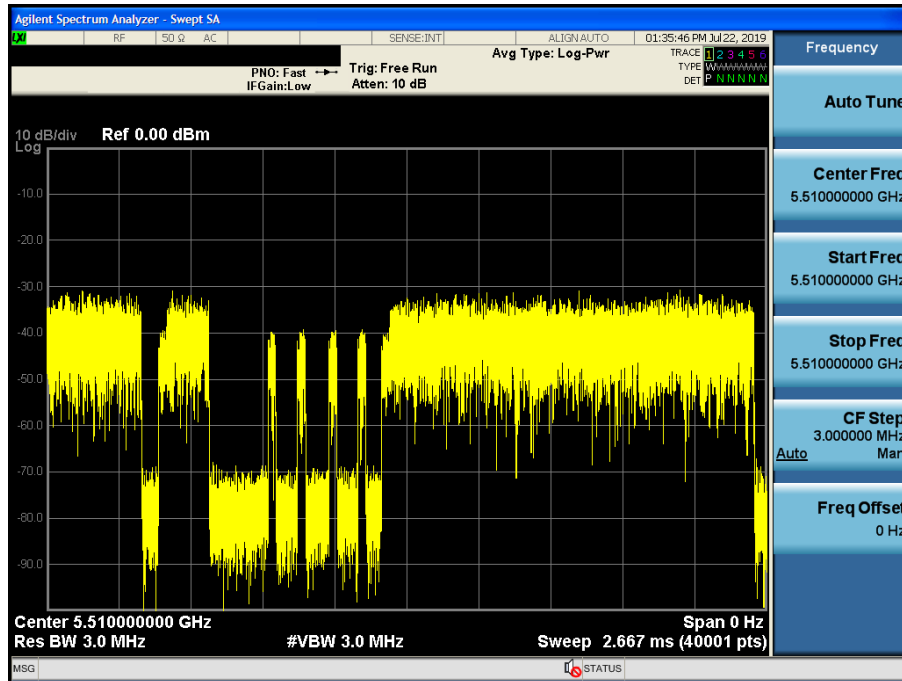 Agilent Spectrum Analyzer - Swept SA
LXI RF 50 Ω AC SENSE:INT ALIGN AUTO 01:35:46 PM Jul 22, 2019
Frequency
Avg Type: Log-Pwr
TRACE 1 2 3 4 5 6
PNO: Fast Trig: Free Run
TYPE WWWWWW
IFGain:Low Atten: 10 dB
DET P N N N N N
Auto Tune
10 dB/div Ref 0.00 dBm
Log
-10.0
-20.0
-30.0
-40.0
-50.0
-60.0
-70.0
-80.0
-90.0
Center Freq
5.510000000 GHz
Start Freq
5.510000000 GHz
Stop Freq
5.510000000 GHz
CF Step
3.000000 MHz
Auto Man
Freq Offset
0 Hz
Center 5.510000000 GHz Span 0 Hz
Res BW 3.0 MHz #VBW 3.0 MHz Sweep 2.667 ms (40001 pts)
MSG STATUS